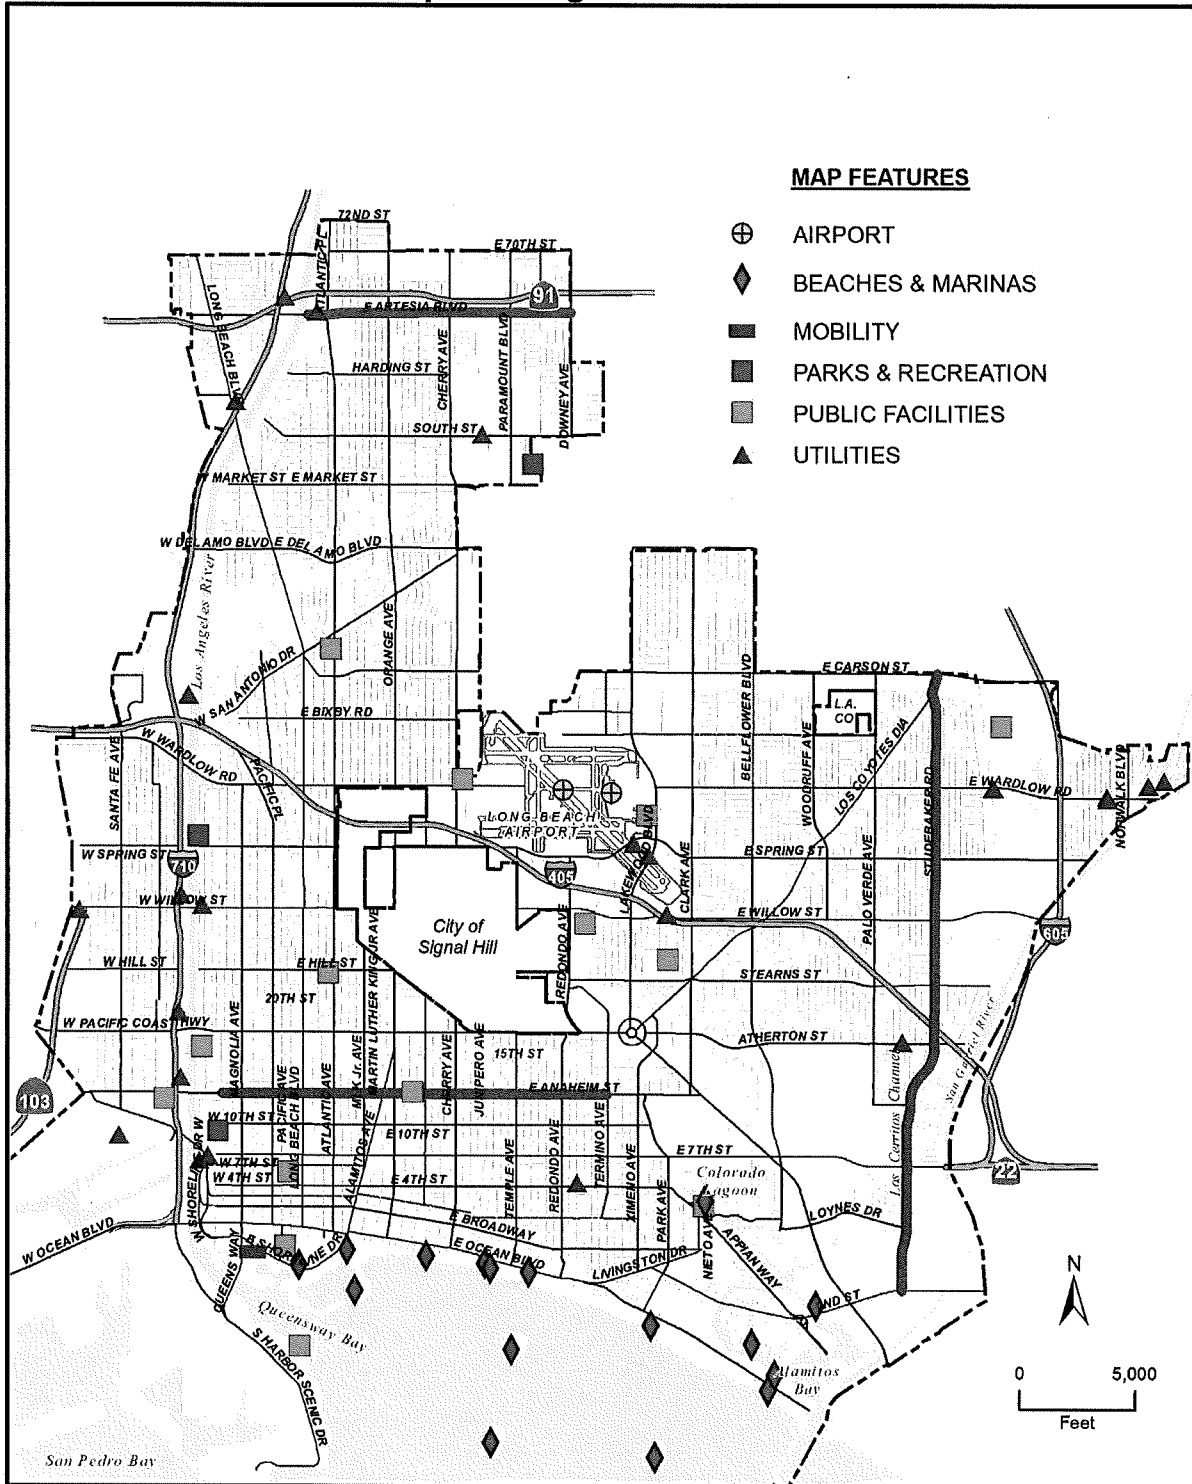 MAP FEATURES
AIRPORT
BEACHES & MARINAS
MOBILITY
PARKS & RECREATION
PUBLIC FACILITIES
UTILITIES
72ND ST
E 70TH ST
ATLANTIC PL
LONG BEACH BLVD
91
E ARTESIA BLVD
CHERRY AVE
PARAMOUNT BLVD
DOWNEY AVE
HARDING ST
SOUTH ST
W MARKET ST E MARKET ST
W DEL AMO BLVD E DEL AMO BLVD
Los Angeles River
ORANGE AVE
W SAN ANTONIO DR
E BIXBY RD
E CARSON ST
BELLFLOWER BLVD
L.A.
CO
WOODRUFF AVE
LOS COYOTES DIA
STUDEBAKER RD
W WARDLOW RD
PACIFIC PL
SANTA FE AVE
E WARDLOW RD
NORWALK BLVD
LONG BEACH
AIRPORT
LAKEWOOD BLVD
CLARK AVE
W SPRING ST
710
405
E SPRING ST
PALO VERDE AVE
W WILLOW ST
E WILLOW ST
605
City of
Signal Hill
REDONDO AVE
W HILL ST
E HILL ST
MARTIN LUTHER KING JR AVE
STEARNS ST
20TH ST
W PACIFIC COAST HWY
ATHERTON ST
San Gabriel River
15TH ST
MAGNOLIA AVE
PACIFIC AVE
LONG BEACH BLVD
ATLANTIC AVE
MLK Jr. AVE
CHERRY AVE
JUNIPERO AVE
E ANAHEIM ST
103
W 10TH ST
E 10TH ST
ALAMITOS AVE
TEMPLE AVE
REDONDO AVE
TERMINO AVE
XIMENO AVE
PARK AVE
E 7TH ST
Los Cerritos Channel
22
W 7TH ST
W 4TH ST
E 4TH ST
Colorado
Lagoon
W SHORELINE DR W
E BROADWAY
LOYNES DR
W OCEAN BLVD
QUEENS WAY
E OCEAN BLVD
LIVINGSTON DR
NIETO AVE
APPIAN WAY
ND ST
Queensway Bay
S HARBOR SCENIC DR
Alamitos
Bay
San Pedro Bay
N
0 5,000
Feet